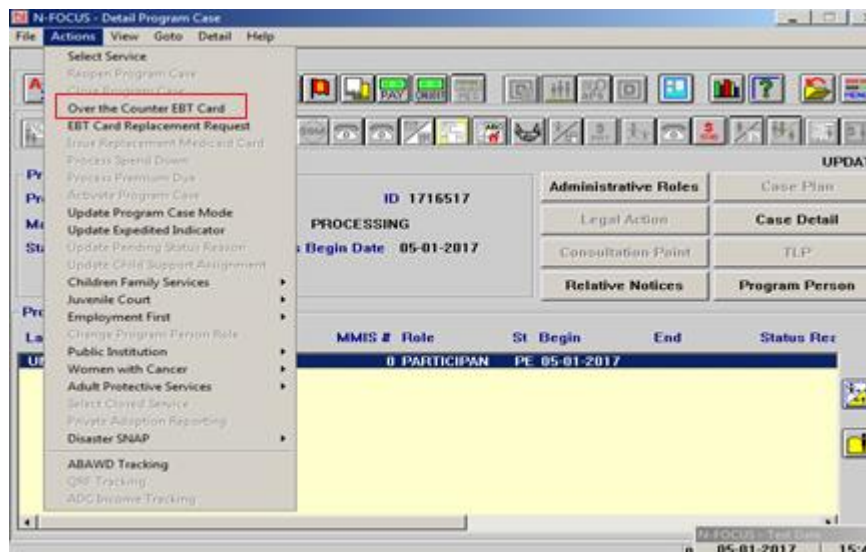 N-FOCUS - Detail Program Case
File Actions View Goto Detail Help
Select Service
Reopen Program Case
Close Program Case
Over the Counter EBT Card
EBT Card Replacement Request
Issue Replacement Medicaid Card
Process Spend Down
Process Premium Due
Activate Program Case
Update Program Case Mode
Update Expedited Indicator
Update Pending Status Reason
Update Child Support Assignment
Children Family Services
Juvenile Court
Employment First
Change Program Person Role
Public Institution
Women with Cancer
Adult Protective Services
Select Closed Service
Private Adoption Reporting
Disaster SNAP
ABAWD Tracking
QRF Tracking
ADC Income Tracking
PAY
UPDA
ID 1716517
PROCESSING
Begin Date 05-01-2017
Administrative Roles Case Plan
Legal Action Case Detail
Consultation Point TLP
Relative Notices Program Person
MMIS # Role St Begin End Status Rea
0 PARTICIPAN PE 05-01-2017
N-FOCUS - Test Date
05-01-2017 15:4